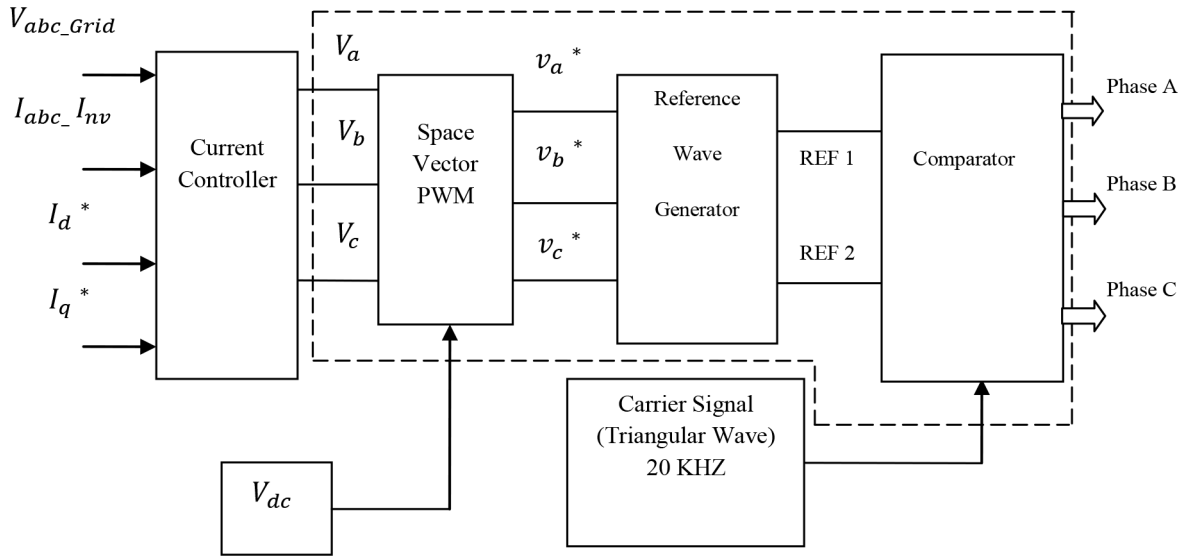 V_abc_Grid
I_abc_ I_nv
I_d *
I_q *
Current
Controller
V_a
V_b
V_c
Space
Vector
PWM
v_a *
v_b *
v_c *
Reference
Wave
Generator
REF 1
REF 2
Comparator
Phase A
Phase B
Phase C
V_dc
Carrier Signal
(Triangular Wave)
20 KHZ